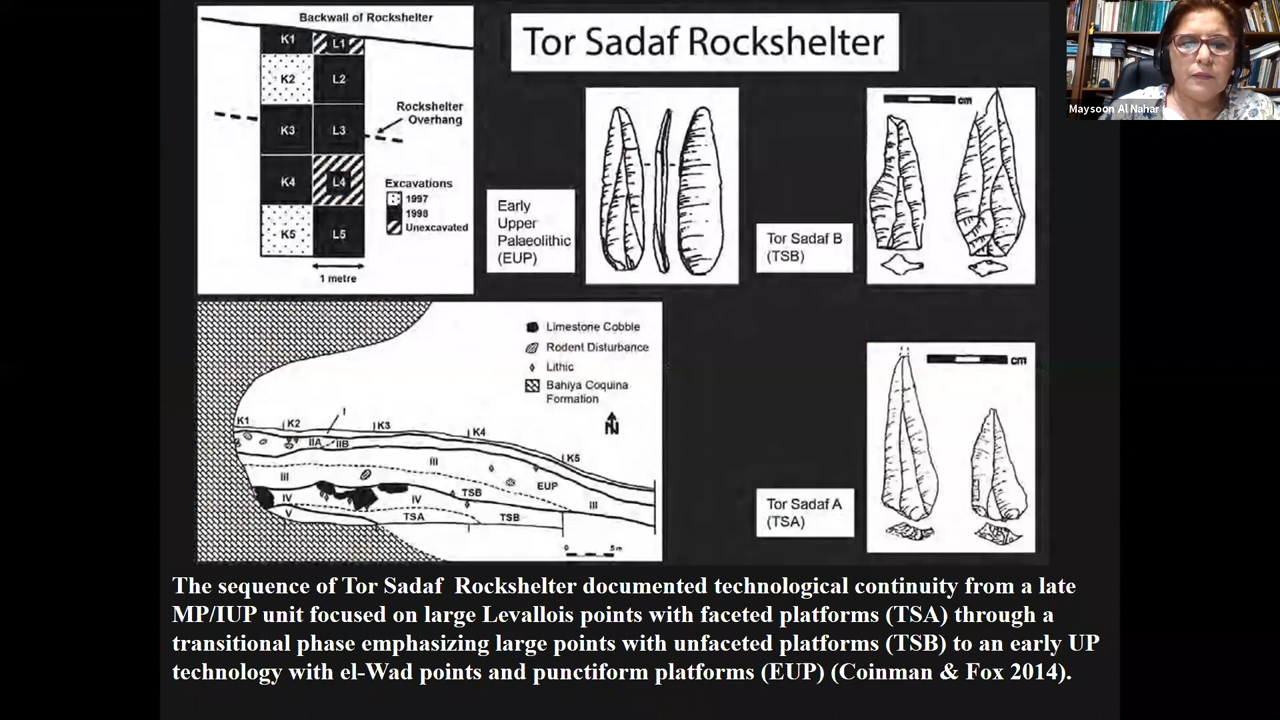 Backwall of Rockshelter
K1
L1
K2
L2
K3
L3
K4
L4
K5
L5
Rockshelter
Overhang
Excavations
1997
1998
Unexcavated
1 metre
Tor Sadaf Rockshelter
Early
Upper
Palaeolithic
(EUP)
cm
Tor Sadaf B
(TSB)
Maysoon Al Nahar
Limestone Cobble
Rodent Disturbance
Lithic
Bahiya Coquina
Formation
N
K1
K2
I
K3
K4
K5
IIA
IIB
III
III
EUP
III
IV
IV
TSB
V
TSA
TSB
0
5m
cm
Tor Sadaf A
(TSA)
The sequence of Tor Sadaf Rockshelter documented technological continuity from a late
MP/IUP unit focused on large Levallois points with faceted platforms (TSA) through a
transitional phase emphasizing large points with unfaceted platforms (TSB) to an early UP
technology with el-Wad points and punctiform platforms (EUP) (Coinman & Fox 2014).